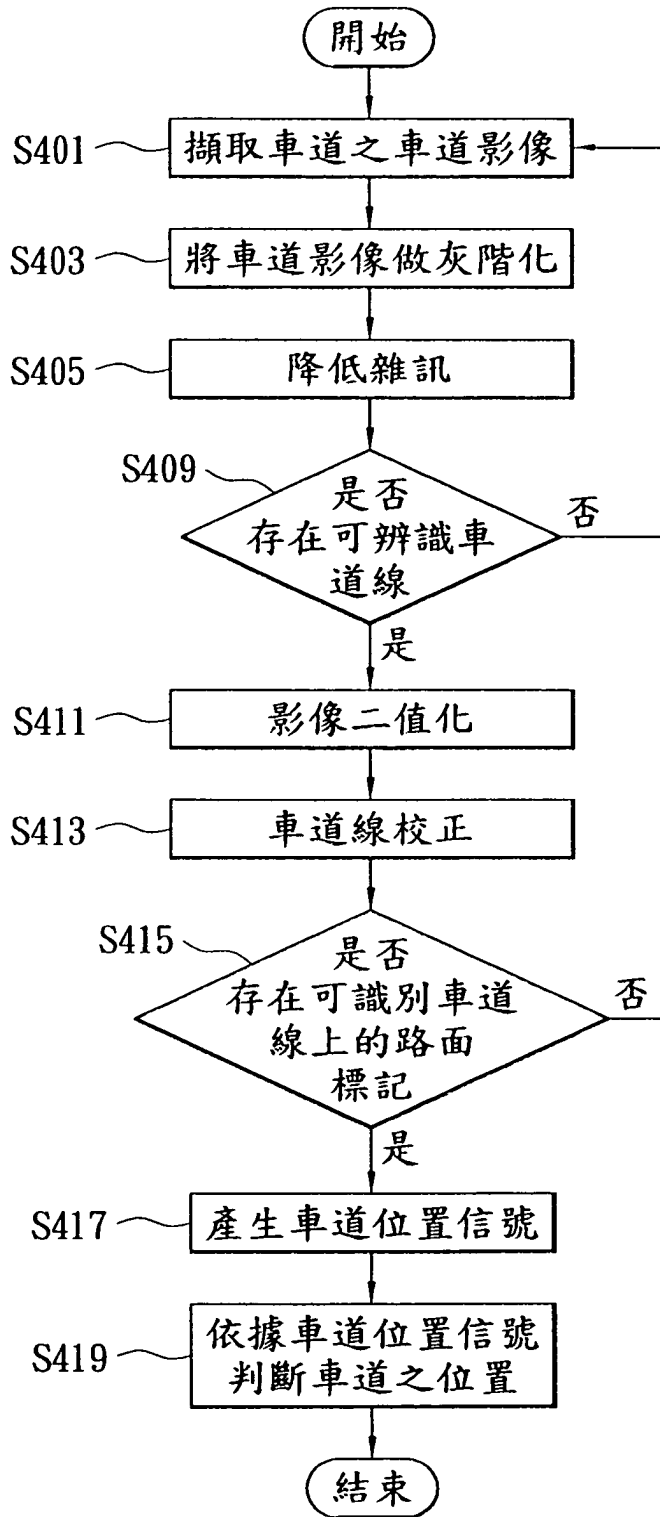 開始
S401
擷取車道之車道影像
S403
將車道影像做灰階化
S405
降低雜訊
S409
是否
存在可辨識車
道線
否
是
S411
影像二值化
S413
車道線校正
S415
是否
存在可識別車道
線上的路面
標記
否
是
S417
產生車道位置信號
S419
依據車道位置信號
判斷車道之位置
結束